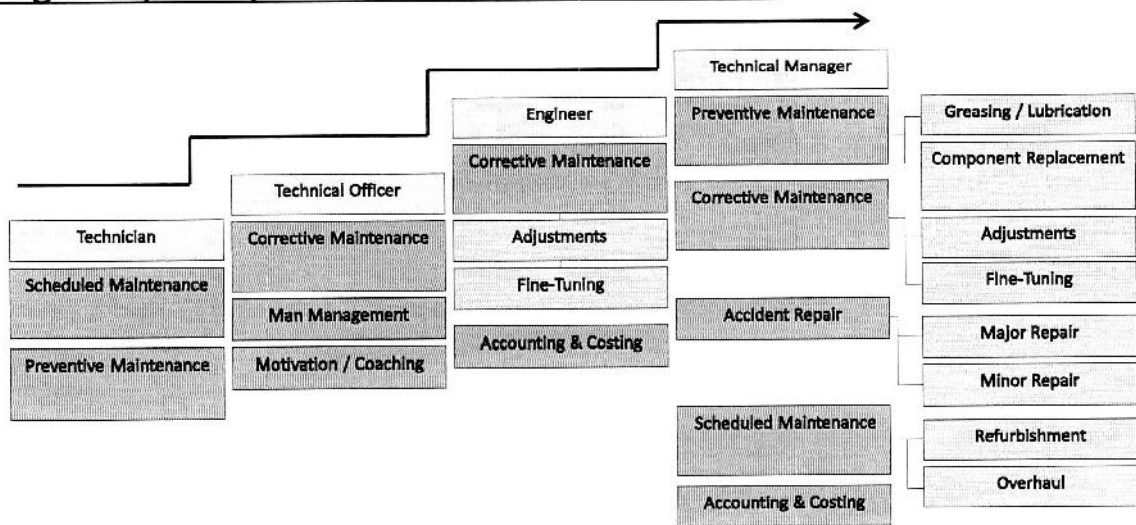 Technician
Scheduled Maintenance
Preventive Maintenance
Technical Officer
Corrective Maintenance
Man Management
Motivation / Coaching
Engineer
Corrective Maintenance
Adjustments
Fine-Tuning
Accounting & Costing
Technical Manager
Preventive Maintenance
Greasing / Lubrication
Component Replacement
Corrective Maintenance
Adjustments
Fine-Tuning
Accident Repair
Major Repair
Minor Repair
Scheduled Maintenance
Refurbishment
Overhaul
Accounting & Costing